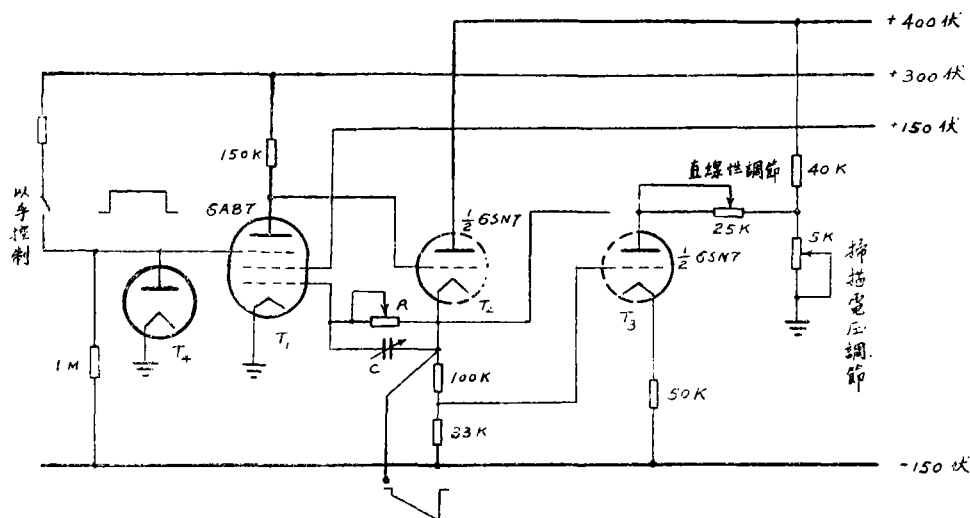 +400伏
+300伏
+150伏
150K
直線性調節
40K
以手控制
6AB7
½ 6SN7
25K
½ 6SN7
5K
掃描電压調節
R
T₂
T₃
T₄
T₁
1M
C
100K
50K
33K
-150伏